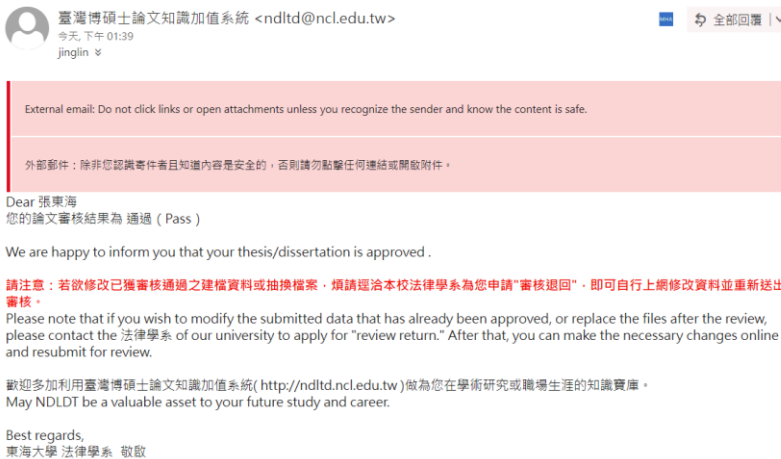 臺灣博碩士論文知識加值系統 <ndltd@ncl.edu.tw>
今天, 下午 01:39
jinglin
全部回覆
External email: Do not click links or open attachments unless you recognize the sender and know the content is safe.
外部郵件：除非您認識寄件者且知道內容是安全的，否則請勿點擊任何連結或開啟附件。
Dear 張東海
您的論文審核結果為 通過 ( Pass )
We are happy to inform you that your thesis/dissertation is approved .
請注意：若欲修改已獲審核通過之建檔資料或抽換檔案，煩請逕洽本校法律學系為您申請"審核退回"，即可自行上網修改資料並重新送出
審核。
Please note that if you wish to modify the submitted data that has already been approved, or replace the files after the review,
please contact the 法律學系 of our university to apply for "review return." After that, you can make the necessary changes online
and resubmit for review.
歡迎多加利用臺灣博碩士論文知識加值系統( http://ndltd.ncl.edu.tw )做為您在學術研究或職場生涯的知識寶庫。
May NDLDT be a valuable asset to your future study and career.
Best regards,
東海大學 法律學系 敬啟